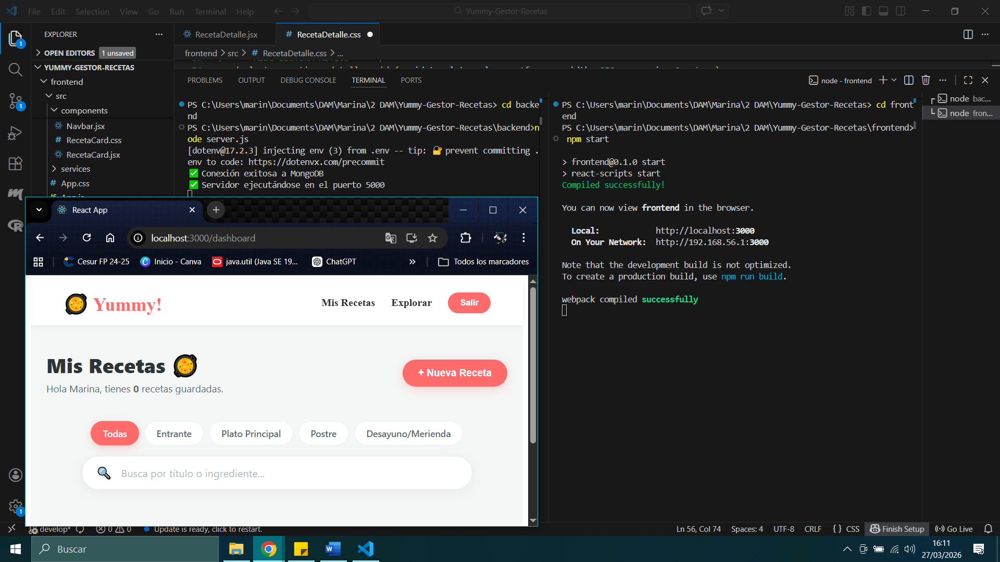 File Edit Selection View Go Run Terminal Help
Yummy-Gestor-Recetas
EXPLORER
OPEN EDITORS 1 unsaved
YUMMY-GESTOR-RECETAS
frontend
src
components
Navbar.jsx
RecetaCard.css
RecetaCard.jsx
services
App.css
RecetaDetalle.jsx
RecetaDetalle.css
frontend > src > # RecetaDetalle.css > ...
PROBLEMS OUTPUT DEBUG CONSOLE TERMINAL PORTS
node - frontend
PS C:\Users\marin\Documents\DAM\Marina\2 DAM\Yummy-Gestor-Recetas> cd backe
nd
PS C:\Users\marin\Documents\DAM\Marina\2 DAM\Yummy-Gestor-Recetas\backend>n
ode server.js
[dotenv@17.2.3] injecting env (3) from .env -- tip: 🔐 prevent committing .
env to code: https://dotenvx.com/precommit
✅ Conexión exitosa a MongoDB
✅ Servidor ejecutándose en el puerto 5000
PS C:\Users\marin\Documents\DAM\Marina\2 DAM\Yummy-Gestor-Recetas> cd front
end
PS C:\Users\marin\Documents\DAM\Marina\2 DAM\Yummy-Gestor-Recetas\frontend>
npm start
> frontend@0.1.0 start
> react-scripts start
Compiled successfully!
You can now view frontend in the browser.
Local: http://localhost:3000
On Your Network: http://192.168.56.1:3000
Note that the development build is not optimized.
To create a production build, use npm run build.
webpack compiled successfully
node bac...
node fron...
React App
localhost:3000/dashboard
Cesur FP 24-25
Inicio - Canva
java.util (Java SE 19...
ChatGPT
Todos los marcadores
Yummy!
Mis Recetas
Explorar
Salir
Mis Recetas
Hola Marina, tienes 0 recetas guardadas.
+ Nueva Receta
Todas
Entrante
Plato Principal
Postre
Desayuno/Merienda
Busca por título o ingrediente...
develop* 0 0 Update is ready, click to restart.
Ln 56, Col 74 Spaces: 4 UTF-8 CRLF {} CSS Finish Setup Go Live
Buscar
16:11
27/03/2026